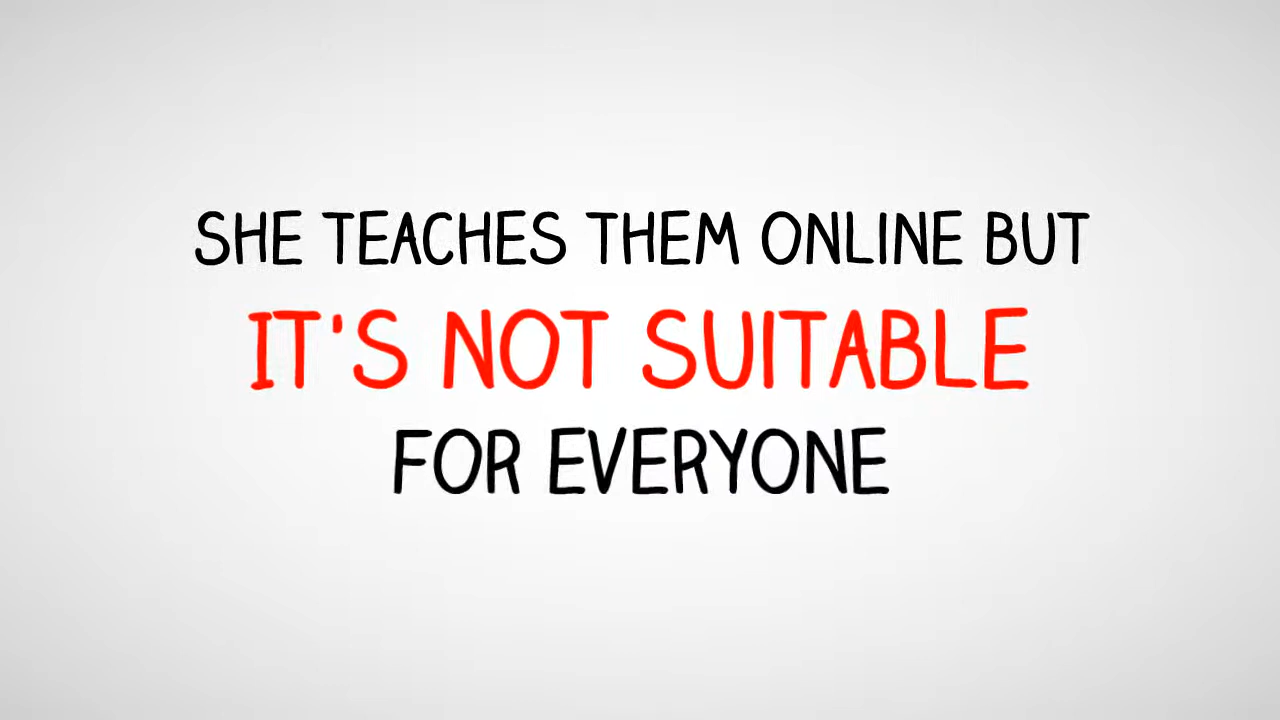 SHE TEACHES THEM ONLINE BUT
IT'S NOT SUITABLE
FOR EVERYONE